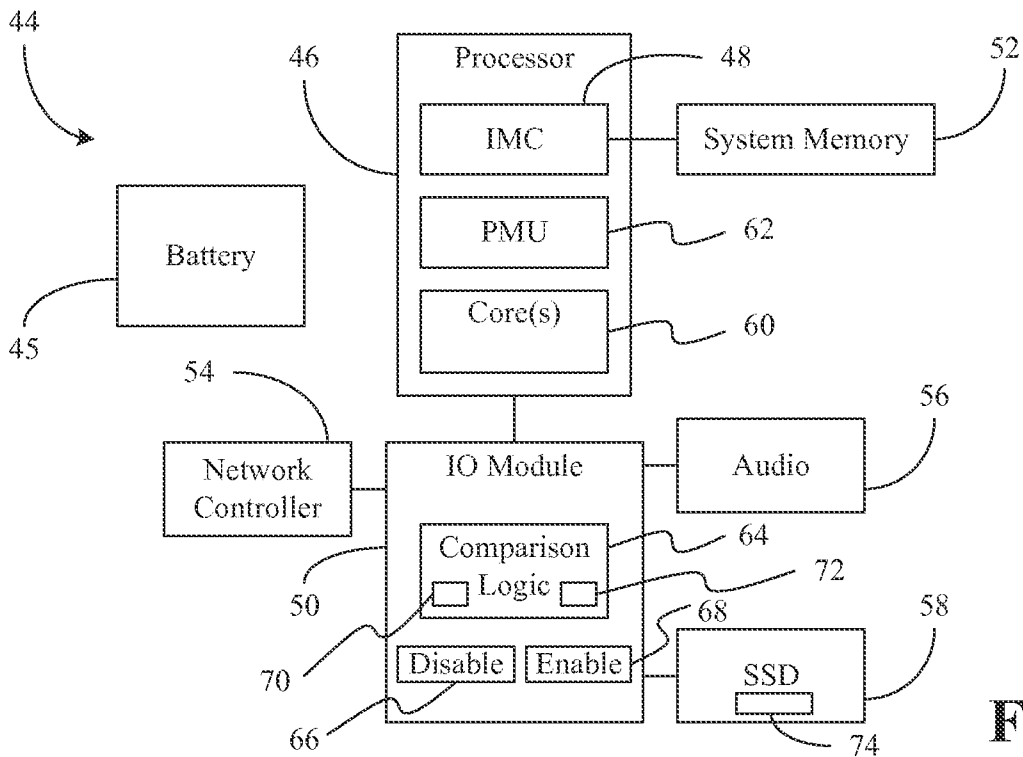 44
46
Processor
48
52
IMC
System Memory
PMU
62
Battery
Core(s)
60
45
54
56
Network
Controller
IO Module
Audio
Comparison
Logic
64
72
50
70
68
58
Disable
Enable
SSD
66
74
F